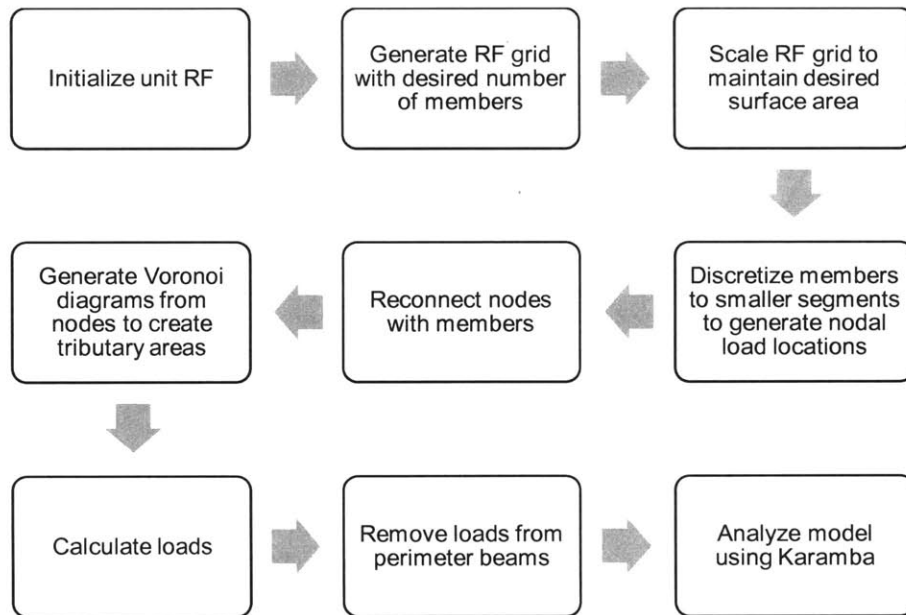 Initialize unit RF
Generate RF grid
with desired number
of members
Scale RF grid to
maintain desired
surface area
Discretize members
to smaller segments
to generate nodal
load locations
Reconnect nodes
with members
Generate Voronoi
diagrams from
nodes to create
tributary areas
Calculate loads
Remove loads from
perimeter beams
Analyze model
using Karamba